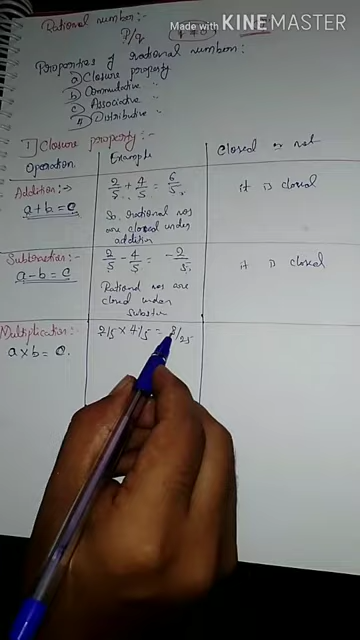 Made with KINEMASTER
Rational number:-
P/q q ≠ 0
Properties of rational numbers:
a) Closure property
b) Commutative "
c) Associative "
d) Distributive "
1) Closure property:-
Operation Example Closed or not
Addition:- 2/5 + 4/5 = 6/5, it is closed
a+b=c So, rational nos are closed under addition
Subtraction:- 2/5 - 4/5 = -2/5, it is closed
a-b=c Rational nos are closed under
Multiplication:- 2/5 x 4/5 = 8/25
a x b = c.